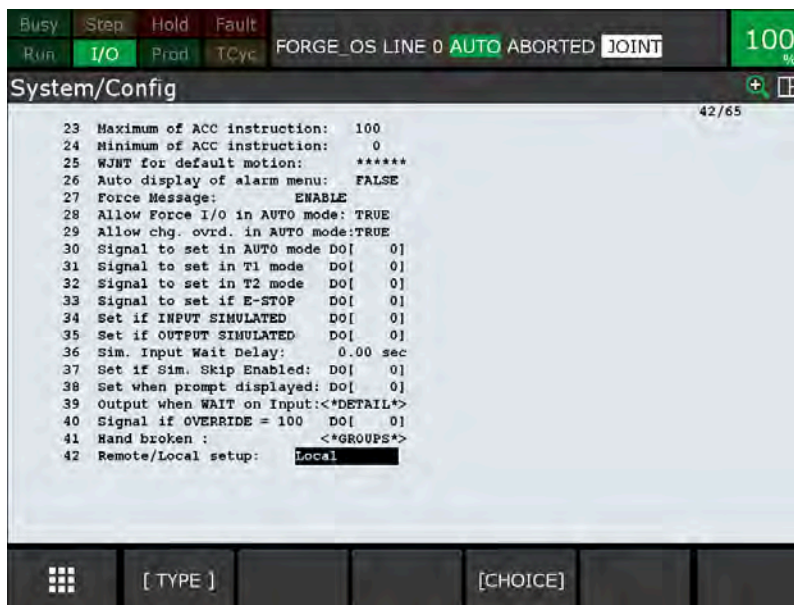 Busy Step Hold Fault
Run I/O Prod TCyc
FORGE_OS LINE 0 AUTO ABORTED JOINT
100
%
System/Config
42/65
23 Maximum of ACC instruction: 100
24 Minimum of ACC instruction: 0
25 WJNT for default motion: ******
26 Auto display of alarm menu: FALSE
27 Force Message: ENABLE
28 Allow Force I/O in AUTO mode: TRUE
29 Allow chg. ovrd. in AUTO mode:TRUE
30 Signal to set in AUTO mode DO[ 0]
31 Signal to set in T1 mode DO[ 0]
32 Signal to set in T2 mode DO[ 0]
33 Signal to set if E-STOP DO[ 0]
34 Set if INPUT SIMULATED DO[ 0]
35 Set if OUTPUT SIMULATED DO[ 0]
36 Sim. Input Wait Delay: 0.00 sec
37 Set if Sim. Skip Enabled: DO[ 0]
38 Set when prompt displayed: DO[ 0]
39 Output when WAIT on Input:<*DETAIL*>
40 Signal if OVERRIDE = 100 DO[ 0]
41 Hand broken : <*GROUPS*>
42 Remote/Local setup: Local
[ TYPE ] [CHOICE]